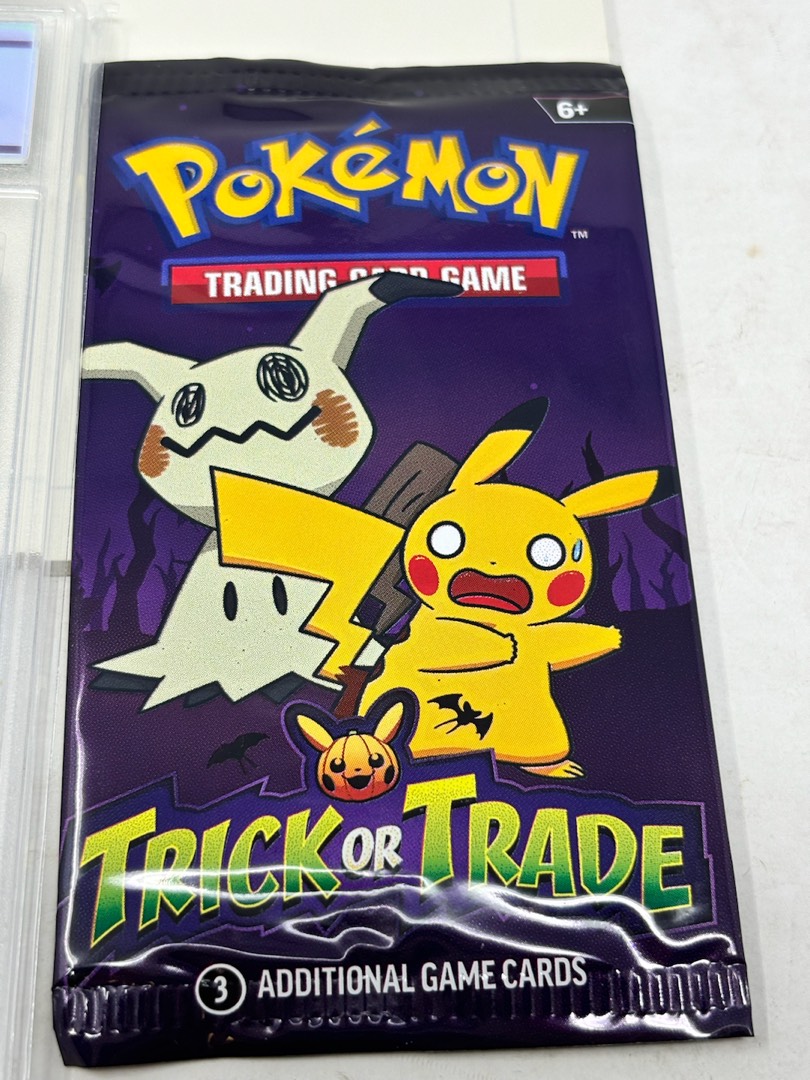 6+
POKéMON
TM
TRADING CARD GAME
TRICK OR TRADE
3 ADDITIONAL GAME CARDS